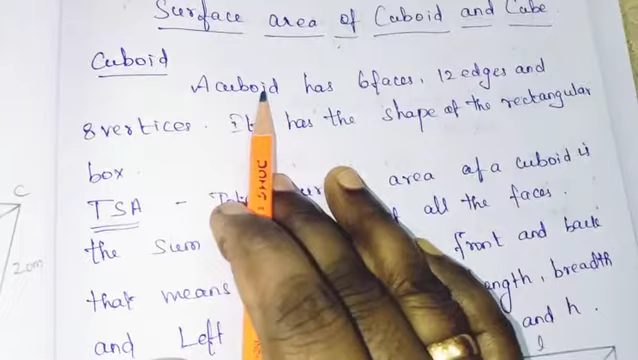 Surface area of Cuboid and Cube
Cuboid
A cuboid has 6 faces, 12 edges and
8 vertices. It has the shape of the rectangular
box.
TSA - area of a cuboid is
the sum all the faces.
that means front and back
length, breadth
and Left and h.
C
2cm
l